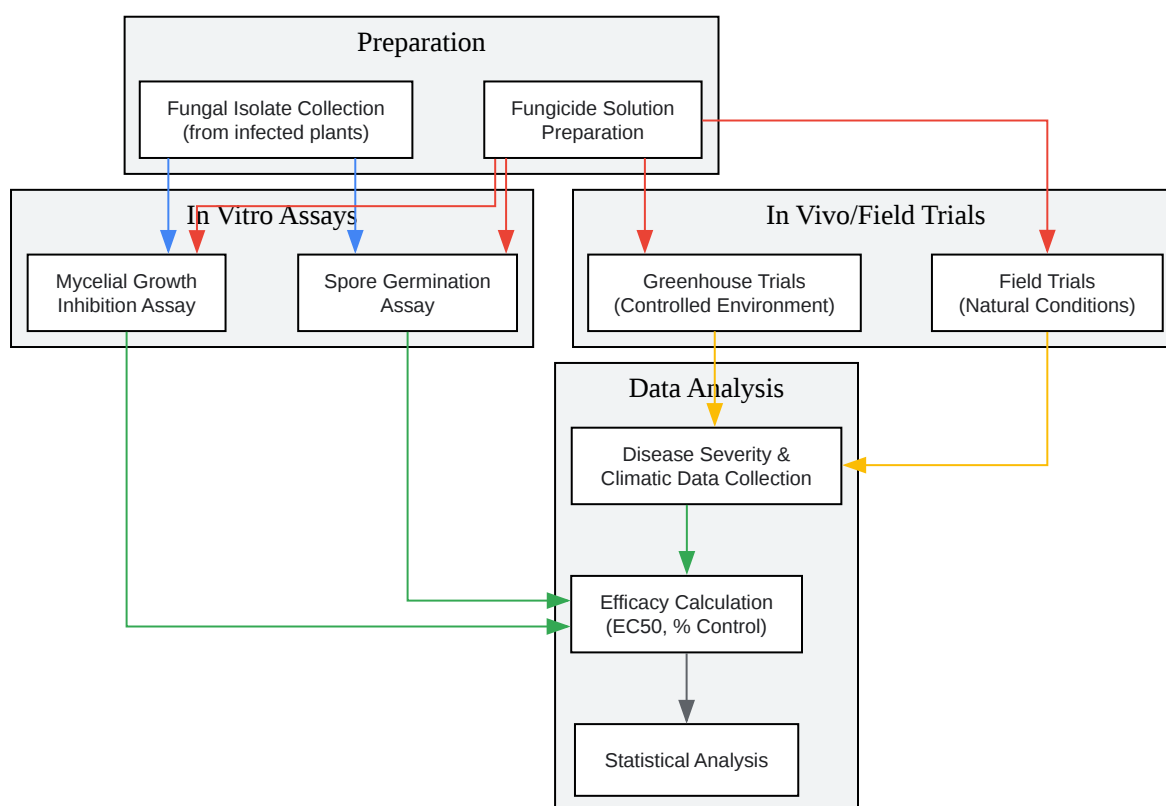 Preparation
Fungal Isolate Collection
(from infected plants)
Fungicide Solution
Preparation
In Vitro Assays
In Vivo/Field Trials
Mycelial Growth
Inhibition Assay
Spore Germination
Assay
Greenhouse Trials
(Controlled Environment)
Field Trials
(Natural Conditions)
Data Analysis
Disease Severity &
Climatic Data Collection
Efficacy Calculation
(EC50, % Control)
Statistical Analysis